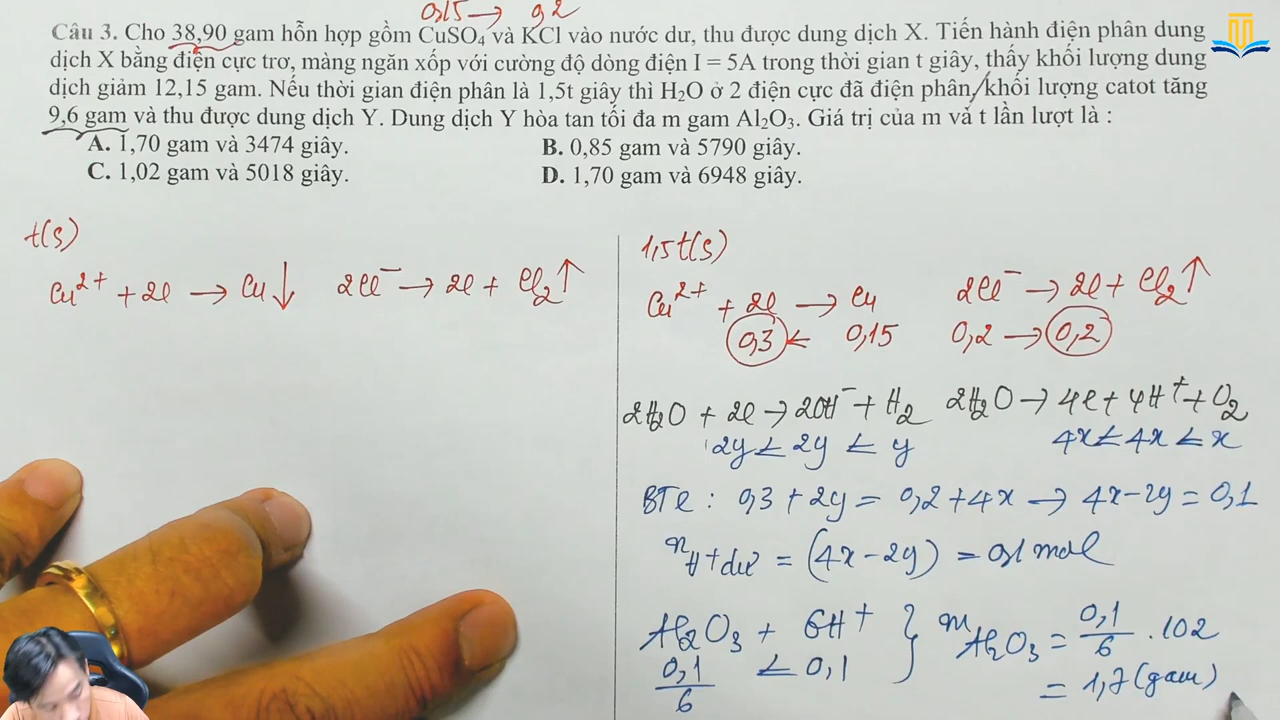 0,15 → 0,2
Câu 3. Cho 38,90 gam hỗn hợp gồm CuSO₄ và KCl vào nước dư, thu được dung dịch X. Tiến hành điện phân dung
dịch X bằng điện cực trơ, màng ngăn xốp với cường độ dòng điện I = 5A trong thời gian t giây, thấy khối lượng dung
dịch giảm 12,15 gam. Nếu thời gian điện phân là 1,5t giây thì H₂O ở 2 điện cực đã điện phân, khối lượng catot tăng
9,6 gam và thu được dung dịch Y. Dung dịch Y hòa tan tối đa m gam Al₂O₃. Giá trị của m và t lần lượt là :
A. 1,70 gam và 3474 giây. B. 0,85 gam và 5790 giây.
C. 1,02 gam và 5018 giây. D. 1,70 gam và 6948 giây.
t(s)
Cu²⁺ + 2e → Cu↓ 2Cl⁻ → 2e + Cl₂↑
1,5t(s)
Cu²⁺ + 2e → Cu 2Cl⁻ → 2e + Cl₂↑
0,3 ← 0,15 0,2 → 0,2
2H₂O + 2e → 2OH⁻ + H₂ 2H₂O → 4e + 4H⁺ + O₂
2y ← 2y ← y 4x ← 4x ← x
BTe : 0,3 + 2y = 0,2 + 4x → 4x - 2y = 0,1
nH⁺ dư = (4x - 2y) = 0,1 mol
Al₂O₃ + 6H⁺ } mAl₂O₃ = 0,1/6 . 102
0,1/6 ← 0,1 = 1,7 (gam)